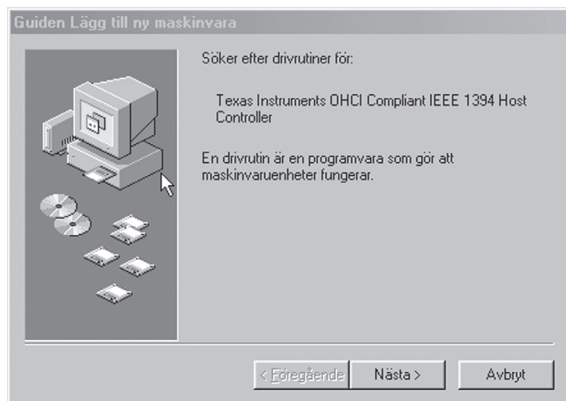 Guiden Lägg till ny maskinvara
Söker efter drivrutiner för:
Texas Instruments OHCI Compliant IEEE 1394 Host
Controller
En drivrutin är en programvara som gör att
maskinvaruenheter fungerar.
< Föregående
Nästa >
Avbryt